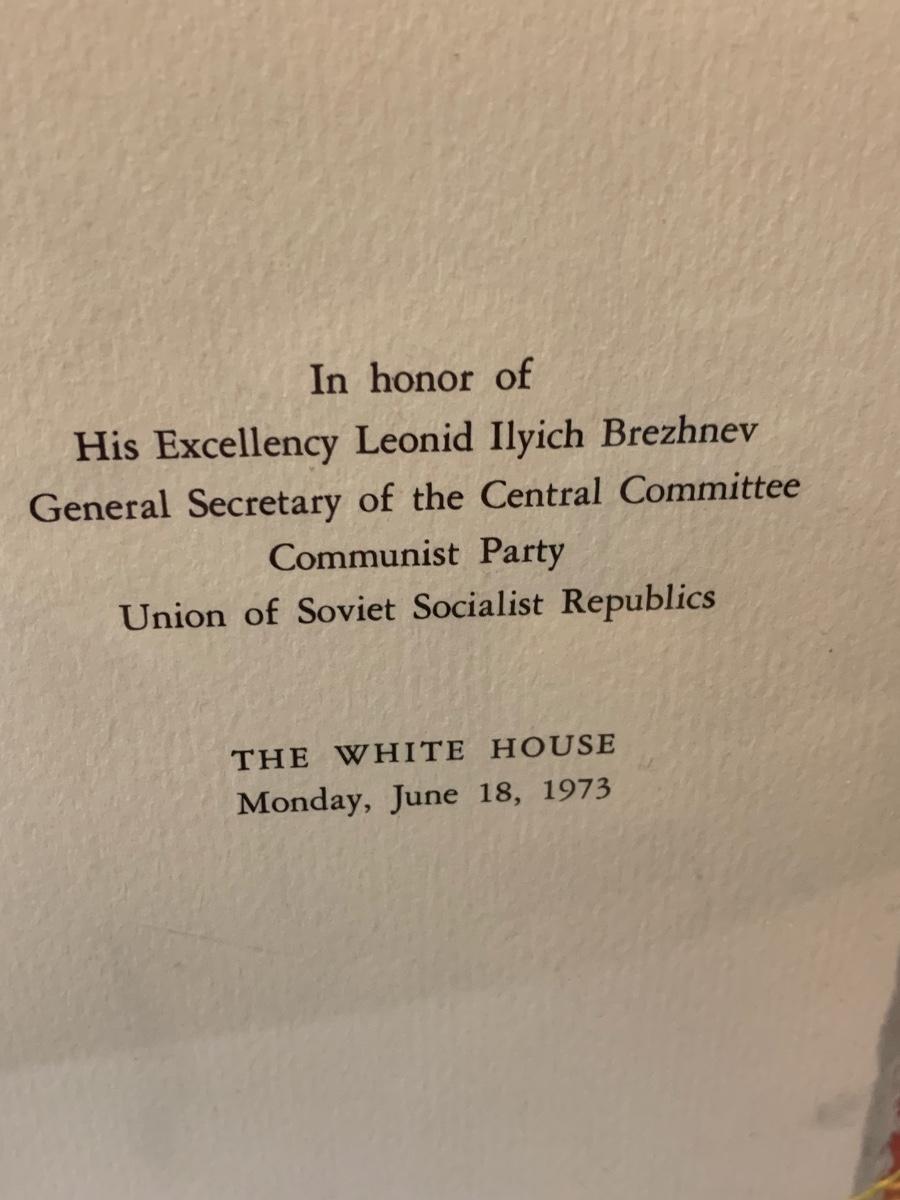 In honor of
His Excellency Leonid Ilyich Brezhnev
General Secretary of the Central Committee
Communist Party
Union of Soviet Socialist Republics
THE WHITE HOUSE
Monday, June 18, 1973